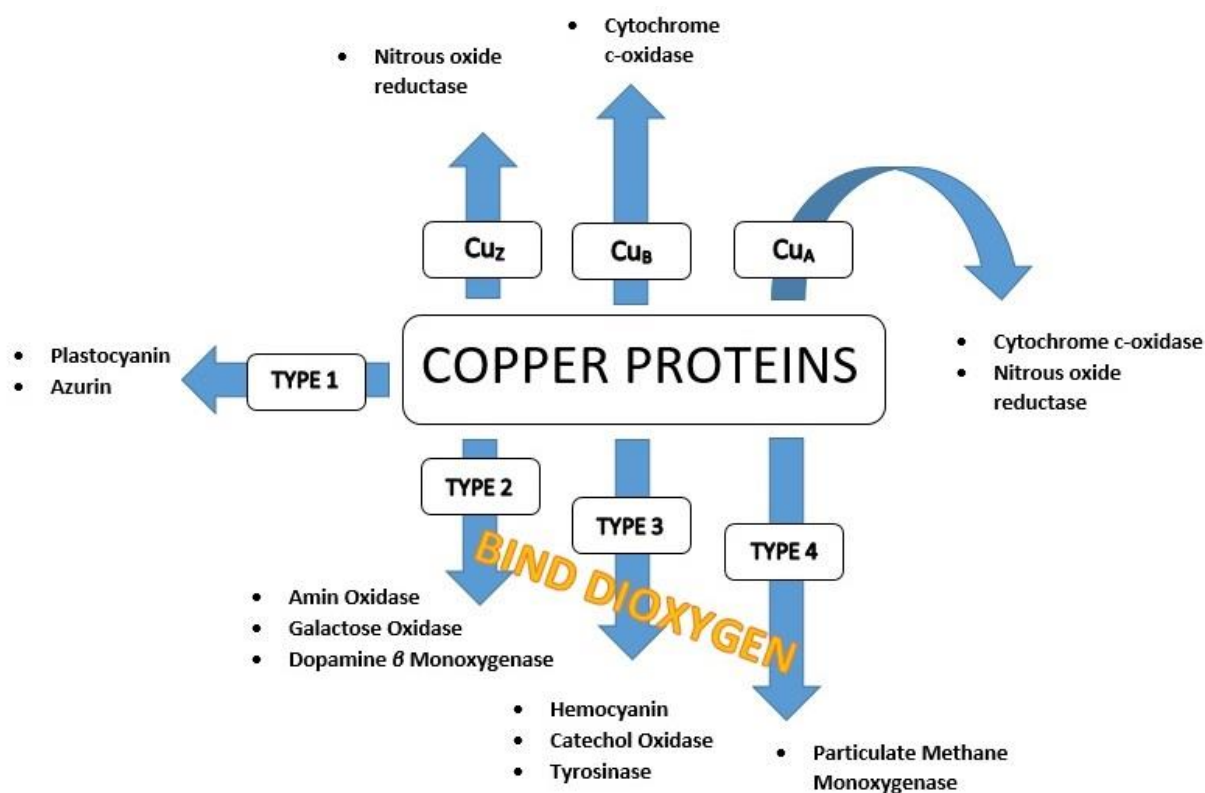 • Cytochrome
c-oxidase
• Nitrous oxide
reductase
CuZ
CuB
CuA
• Plastocyanin
• Azurin
TYPE 1
COPPER PROTEINS
• Cytochrome c-oxidase
• Nitrous oxide
reductase
TYPE 2
TYPE 3
TYPE 4
BIND DIOXYGEN
• Amin Oxidase
• Galactose Oxidase
• Dopamine β Monoxygenase
• Hemocyanin
• Catechol Oxidase
• Tyrosinase
• Particulate Methane
Monoxygenase